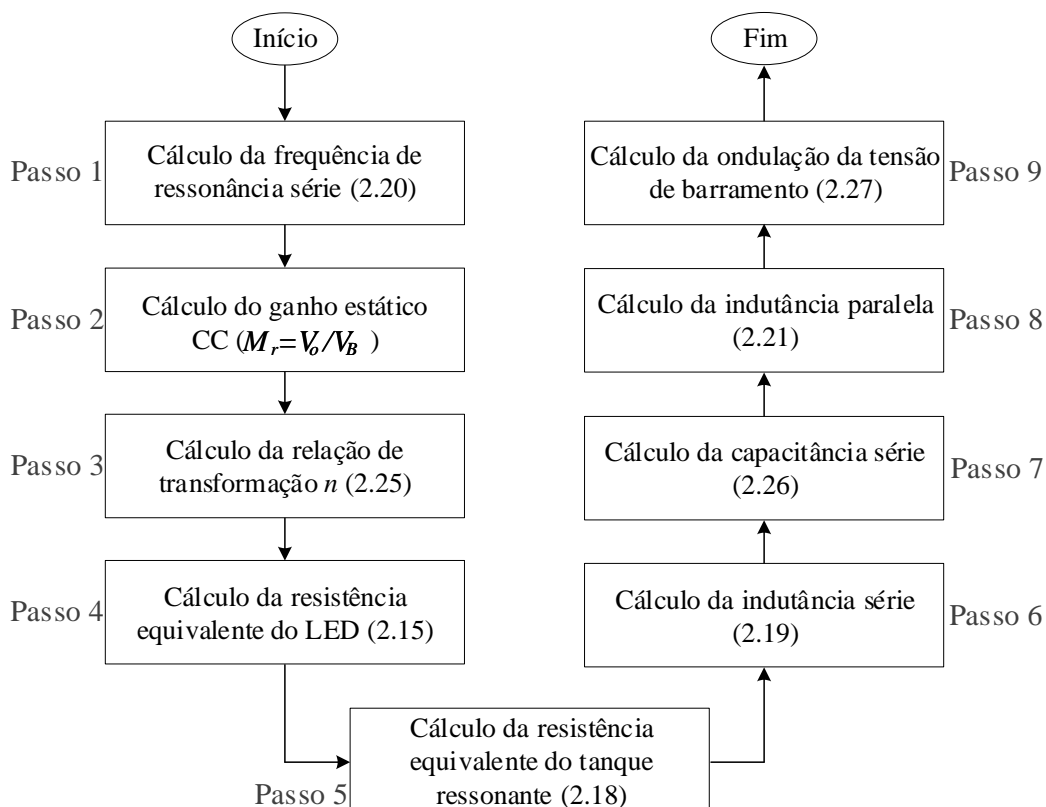 Início
Passo 1
Cálculo da frequência de
ressonância série (2.20)
Passo 2
Cálculo do ganho estático
CC (Mr=Vo/VB )
Passo 3
Cálculo da relação de
transformação n (2.25)
Passo 4
Cálculo da resistência
equivalente do LED (2.15)
Passo 5
Cálculo da resistência
equivalente do tanque
ressonante (2.18)
Cálculo da indutância série
(2.19)
Passo 6
Cálculo da capacitância série
(2.26)
Passo 7
Cálculo da indutância paralela
(2.21)
Passo 8
Cálculo da ondulação da tensão
de barramento (2.27)
Passo 9
Fim